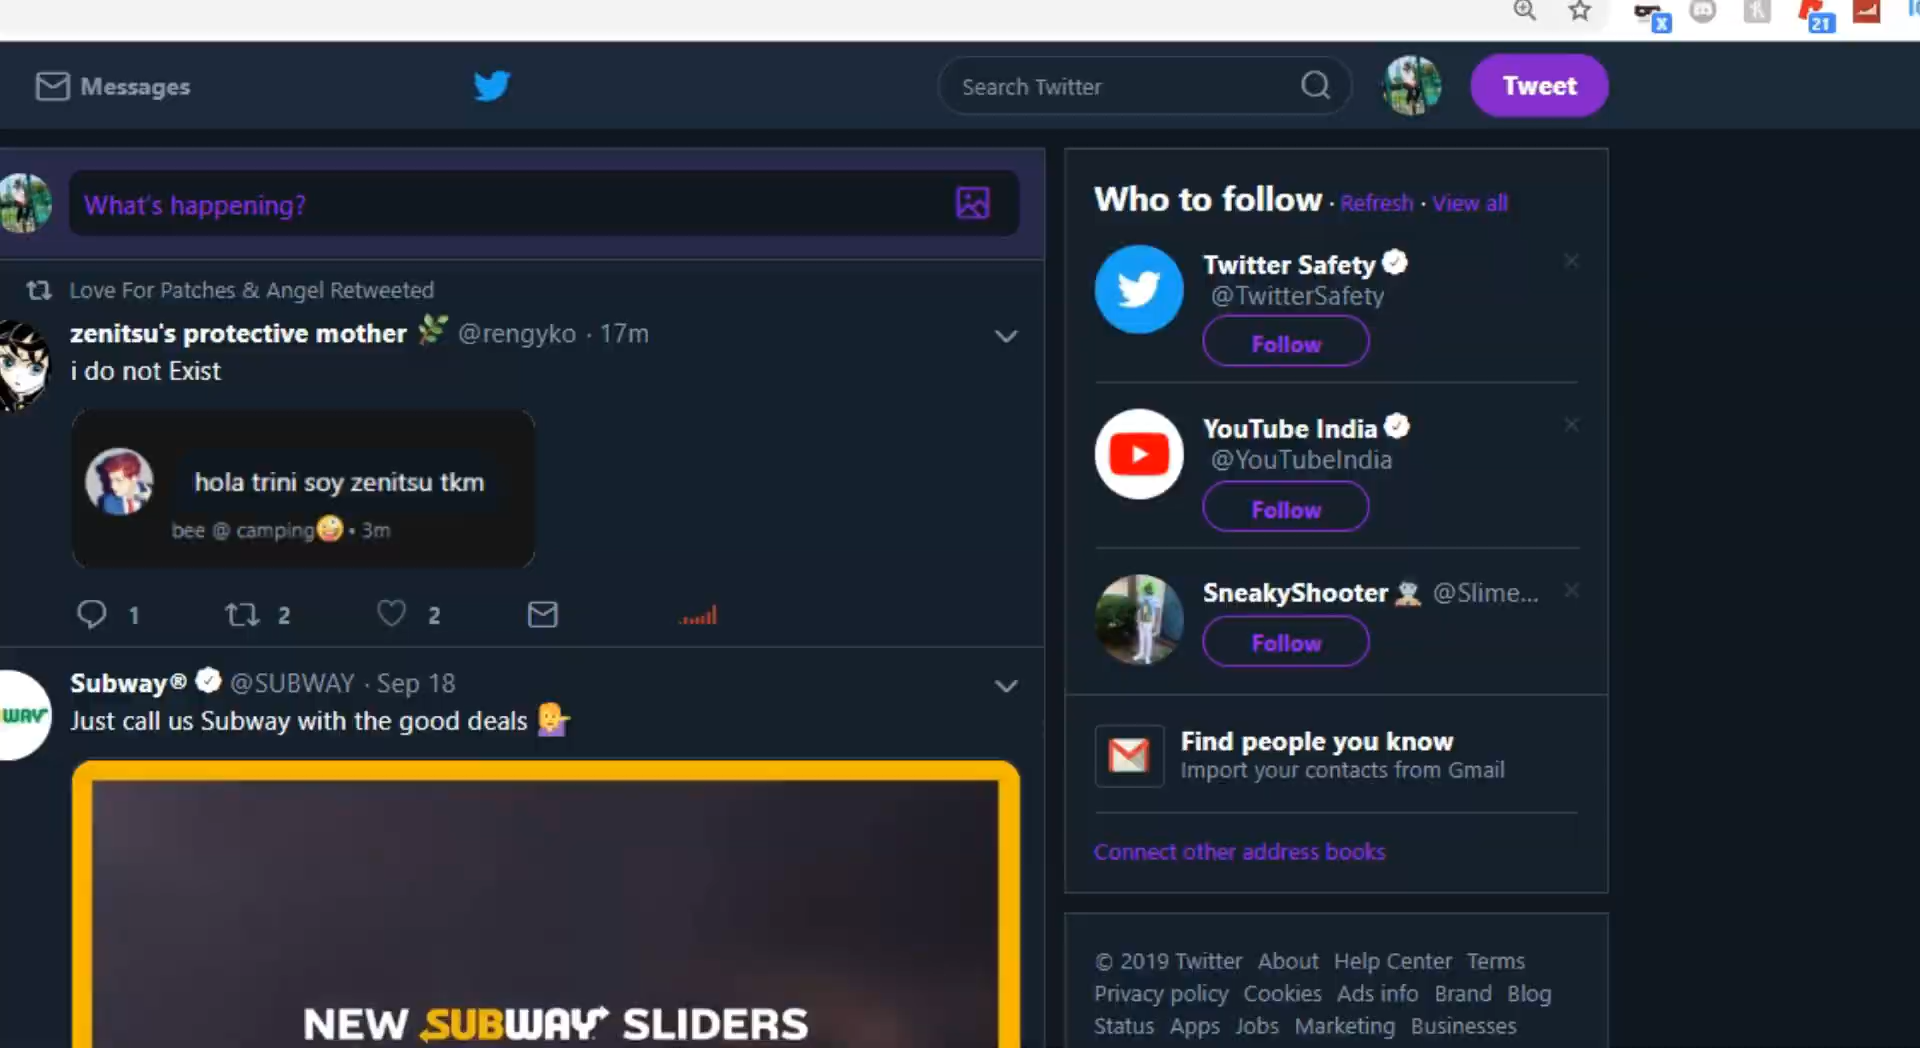 X
21
Messages
Search Twitter
Tweet
What's happening?
Love For Patches & Angel Retweeted
zenitsu's protective mother @rengyko · 17m
i do not Exist
hola trini soy zenitsu tkm
bee @ camping • 3m
1 2 2
Subway® @SUBWAY · Sep 18
WAY
Just call us Subway with the good deals
NEW SUBWAY SLIDERS
Who to follow · Refresh · View all
Twitter Safety
@TwitterSafety
Follow
YouTube India
@YouTubeIndia
Follow
SneakyShooter @Slime...
Follow
Find people you know
Import your contacts from Gmail
Connect other address books
© 2019 Twitter About Help Center Terms
Privacy policy Cookies Ads info Brand Blog
Status Apps Jobs Marketing Businesses